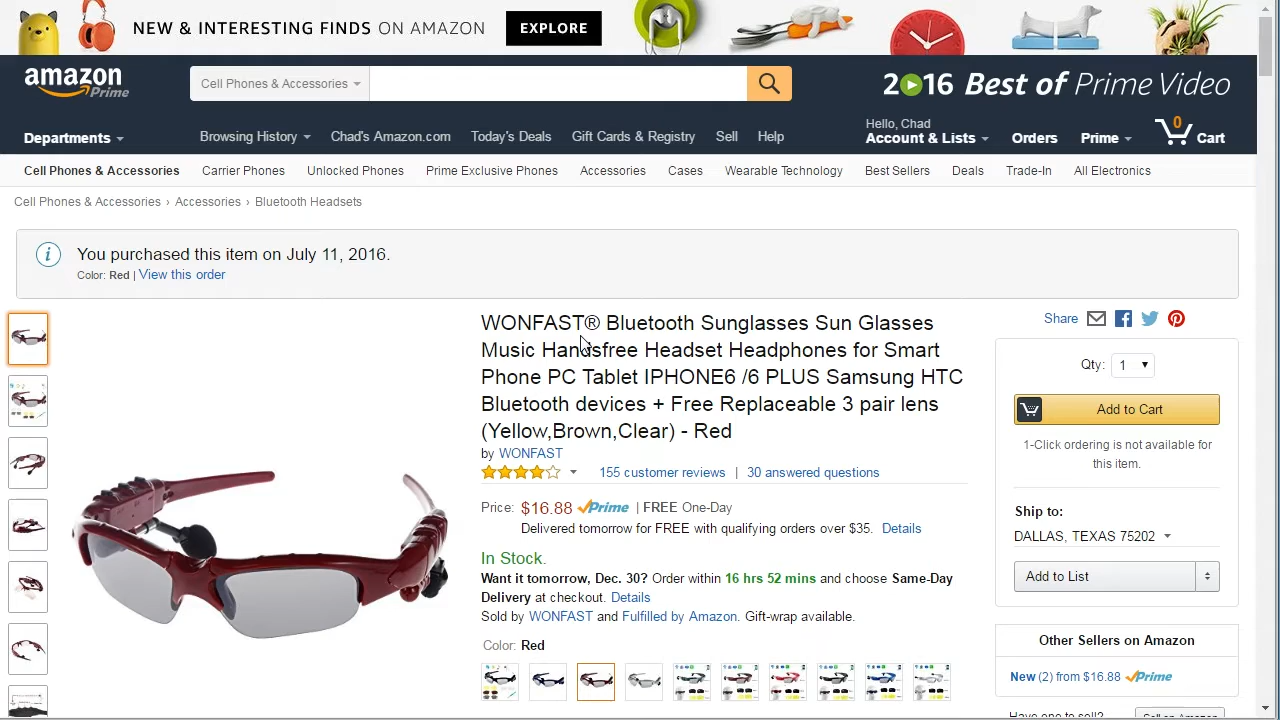 NEW & INTERESTING FINDS ON AMAZON EXPLORE
amazon Prime
Cell Phones & Accessories
2016 Best of Prime Video
Departments
Browsing History Chad's Amazon.com Today's Deals Gift Cards & Registry Sell Help
Hello, Chad
Account & Lists Orders Prime 0 Cart
Cell Phones & Accessories Carrier Phones Unlocked Phones Prime Exclusive Phones Accessories Cases Wearable Technology Best Sellers Deals Trade-In All Electronics
Cell Phones & Accessories › Accessories › Bluetooth Headsets
You purchased this item on July 11, 2016.
Color: Red | View this order
WONFAST® Bluetooth Sunglasses Sun Glasses
Music Handsfree Headset Headphones for Smart
Phone PC Tablet IPHONE6 /6 PLUS Samsung HTC
Bluetooth devices + Free Replaceable 3 pair lens
(Yellow,Brown,Clear) - Red
by WONFAST
155 customer reviews | 30 answered questions
Price: $16.88 Prime | FREE One-Day
Delivered tomorrow for FREE with qualifying orders over $35. Details
In Stock.
Want it tomorrow, Dec. 30? Order within 16 hrs 52 mins and choose Same-Day
Delivery at checkout. Details
Sold by WONFAST and Fulfilled by Amazon. Gift-wrap available.
Color: Red
Share
Qty: 1
Add to Cart
1-Click ordering is not available for
this item.
Ship to:
DALLAS, TEXAS 75202
Add to List
Other Sellers on Amazon
New (2) from $16.88 Prime
Have one to sell? Sell on Amazon